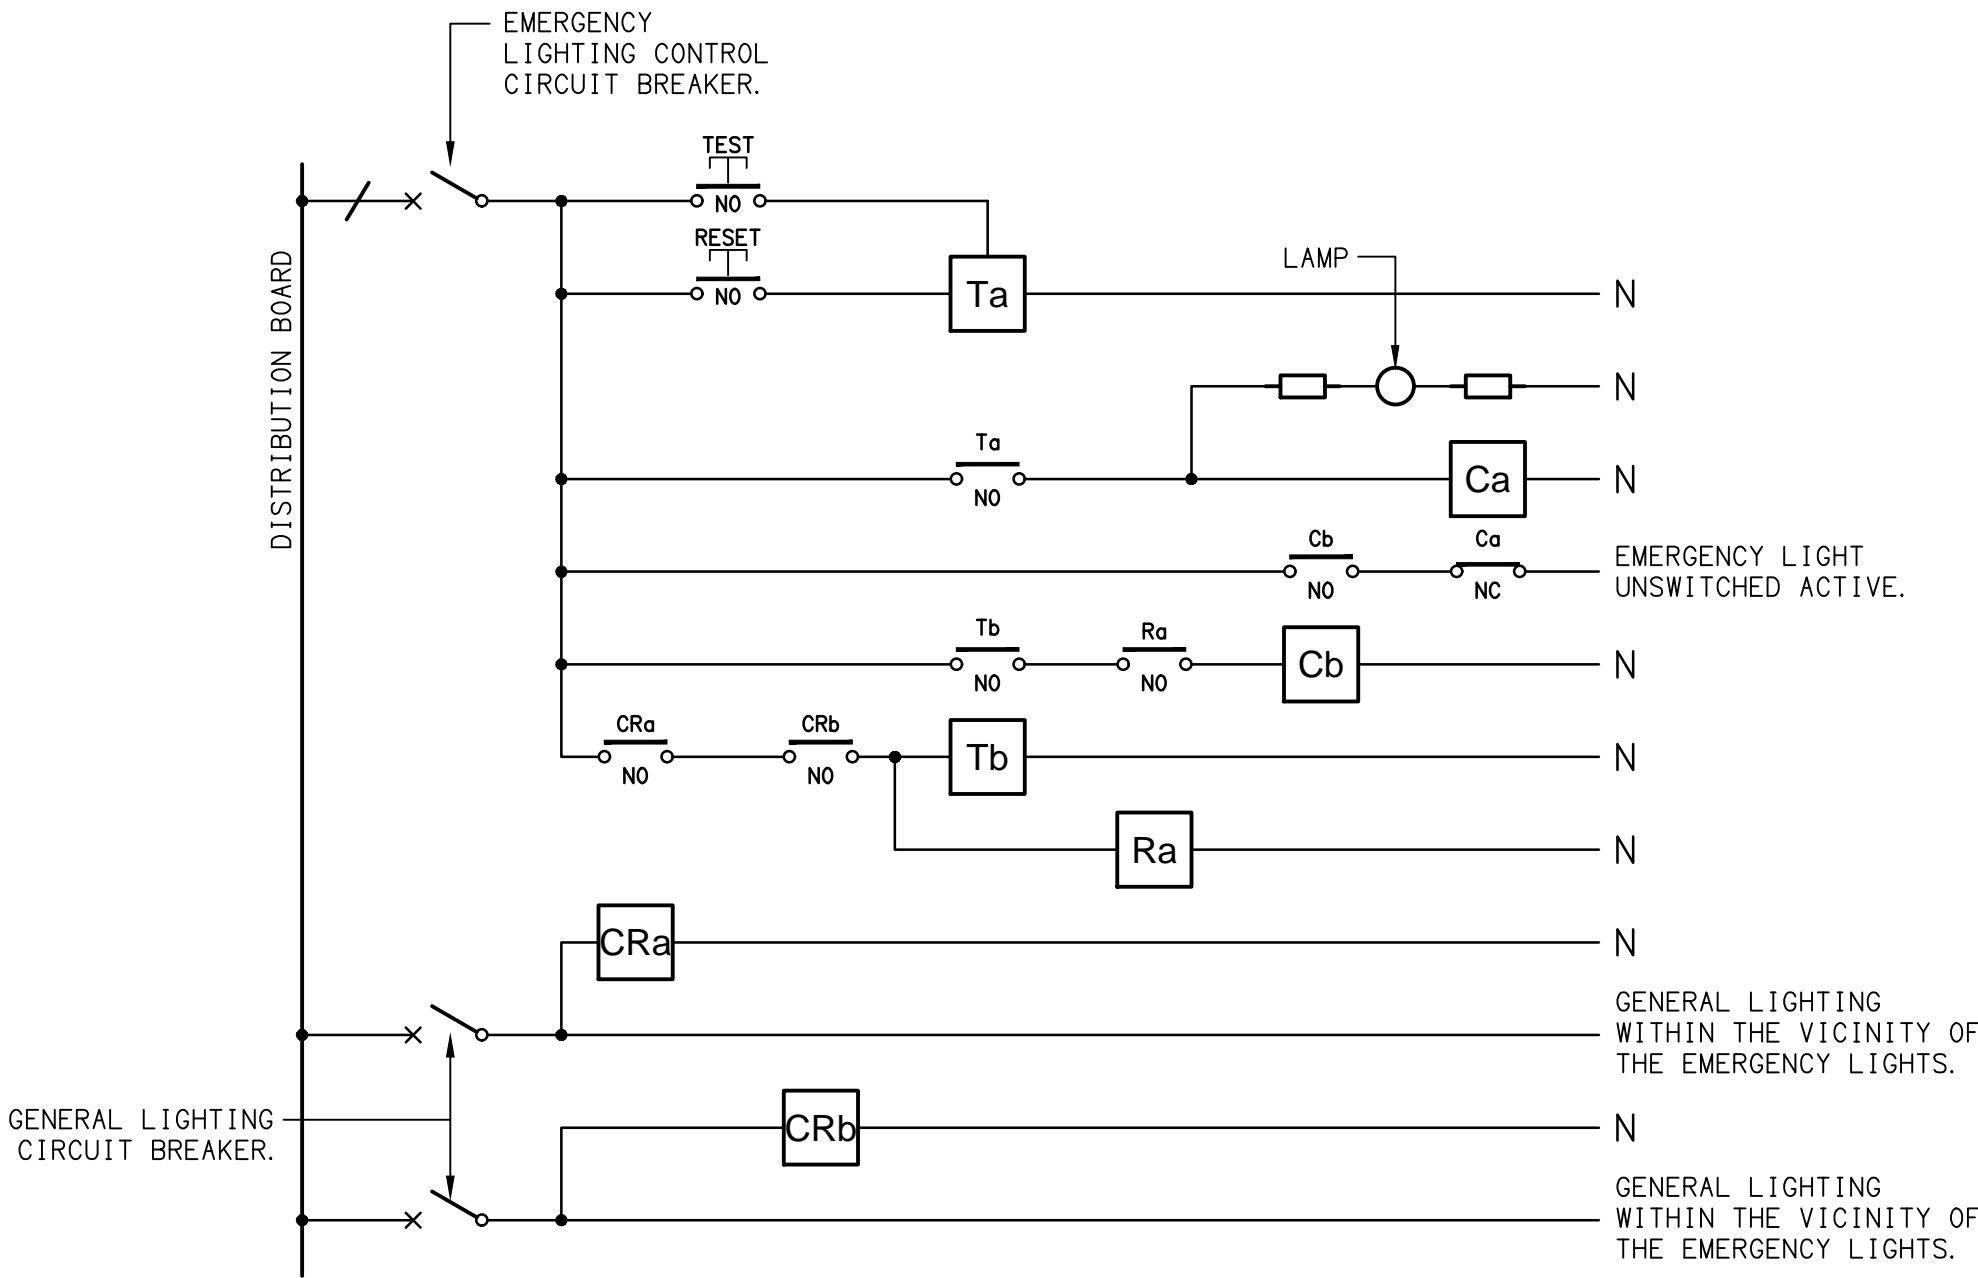 EMERGENCY
LIGHTING CONTROL
CIRCUIT BREAKER.
TEST
NO
RESET
NO
Ta
N
LAMP
N
DISTRIBUTION BOARD
Ta
NO
Ca
N
Cb
NO
Ca
NC
EMERGENCY LIGHT
UNSWITCHED ACTIVE.
Tb
NO
Ra
NO
Cb
N
CRa
NO
CRb
NO
Tb
N
Ra
N
CRa
N
GENERAL LIGHTING
WITHIN THE VICINITY OF
THE EMERGENCY LIGHTS.
GENERAL LIGHTING
CIRCUIT BREAKER.
CRb
N
GENERAL LIGHTING
WITHIN THE VICINITY OF
THE EMERGENCY LIGHTS.